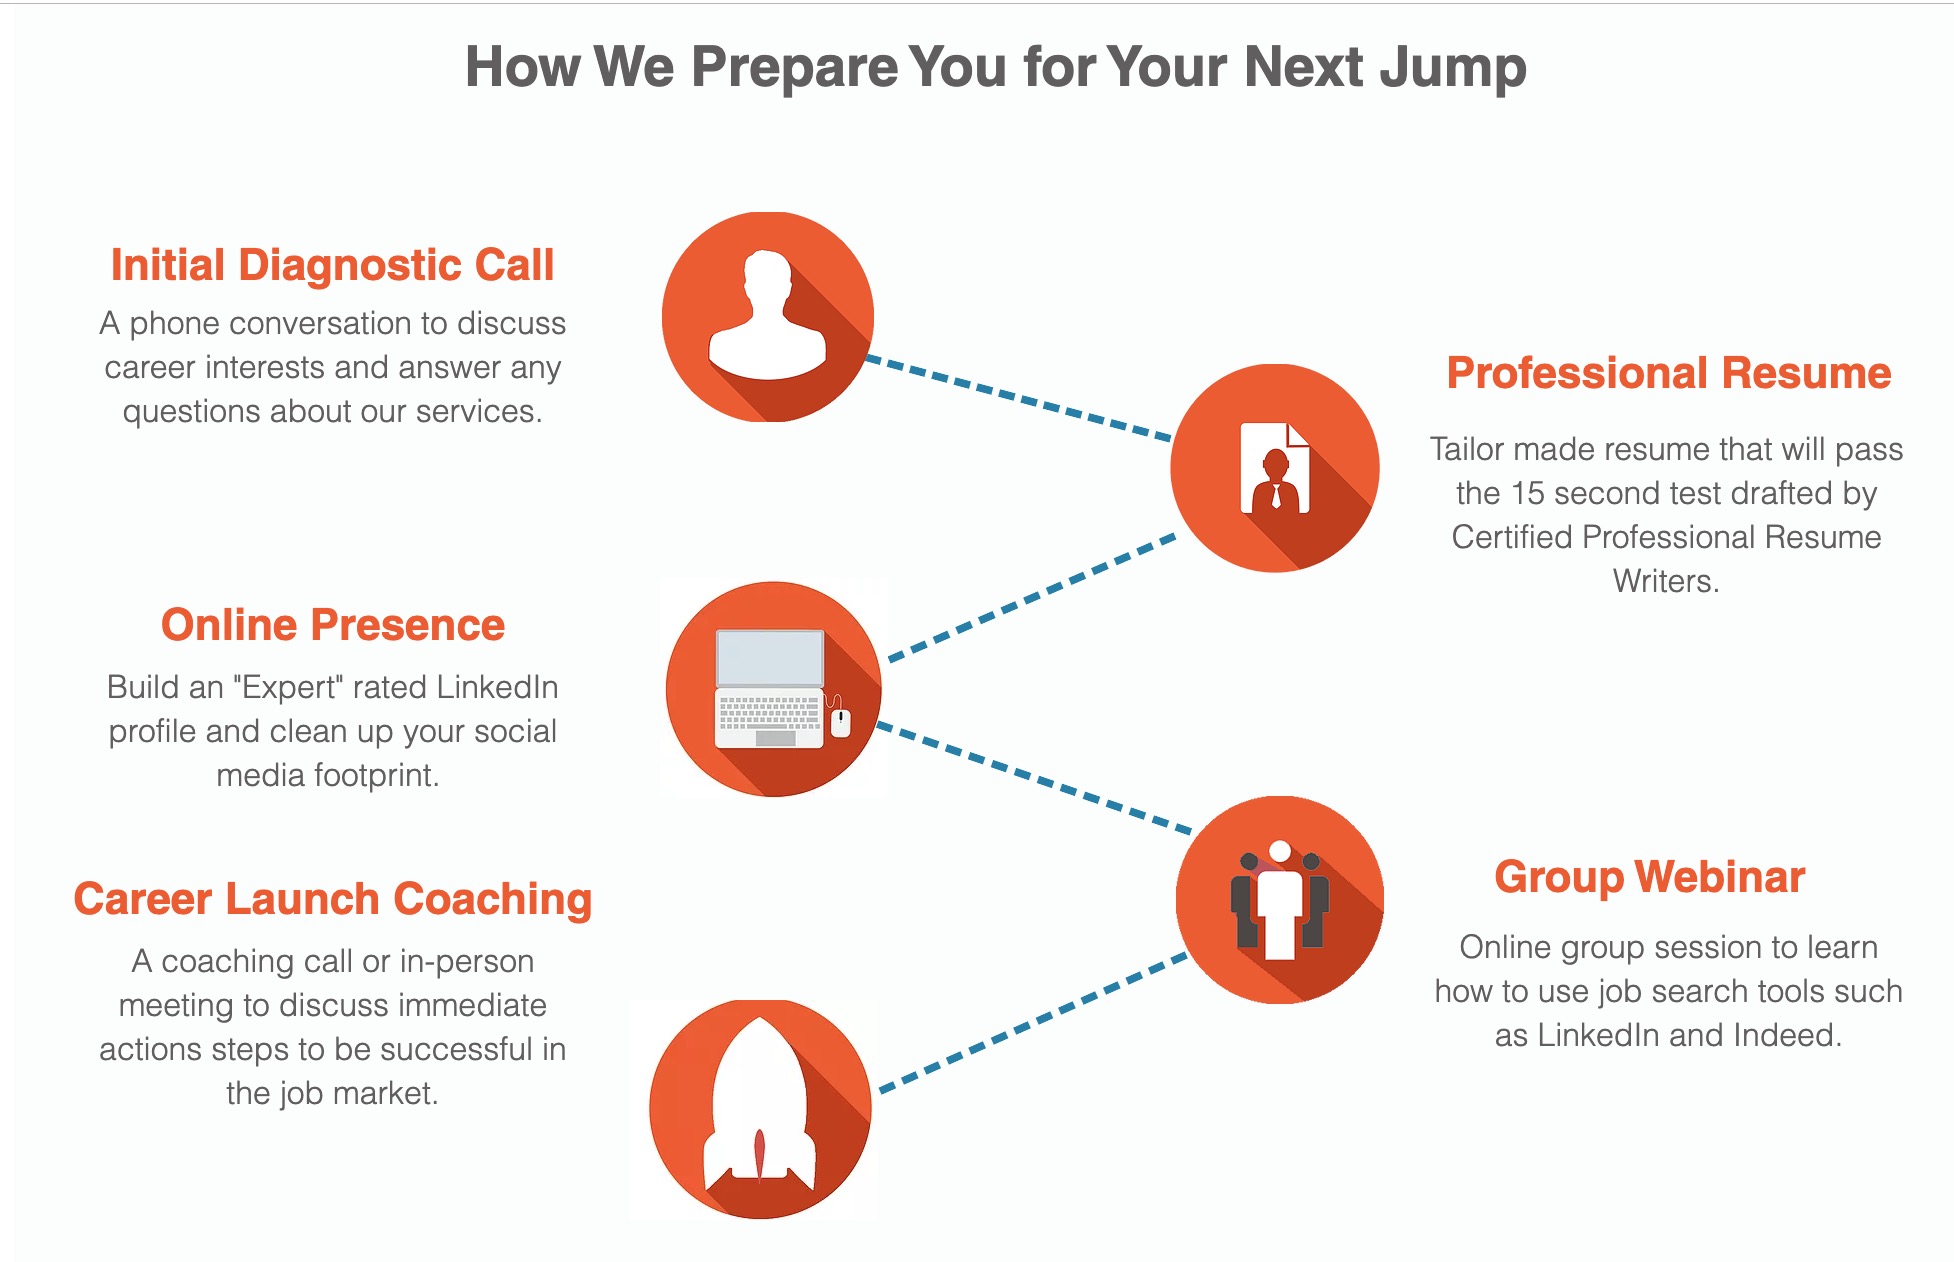 How We Prepare You for Your Next Jump
Initial Diagnostic Call
A phone conversation to discuss
career interests and answer any
questions about our services.
Professional Resume
Tailor made resume that will pass
the 15 second test drafted by
Certified Professional Resume
Writers.
Online Presence
Build an "Expert" rated LinkedIn
profile and clean up your social
media footprint.
Group Webinar
Online group session to learn
how to use job search tools such
as LinkedIn and Indeed.
Career Launch Coaching
A coaching call or in-person
meeting to discuss immediate
actions steps to be successful in
the job market.